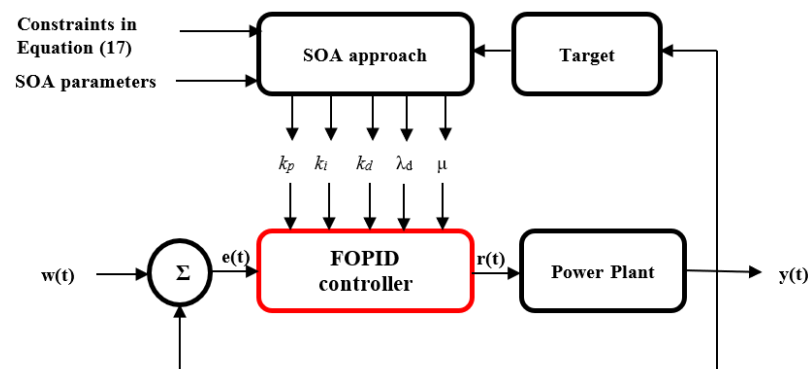 Constraints in
Equation (17)
SOA parameters
SOA approach
Target
kp
ki
kd
λd
μ
w(t)
Σ
e(t)
FOPID
controller
r(t)
Power Plant
y(t)